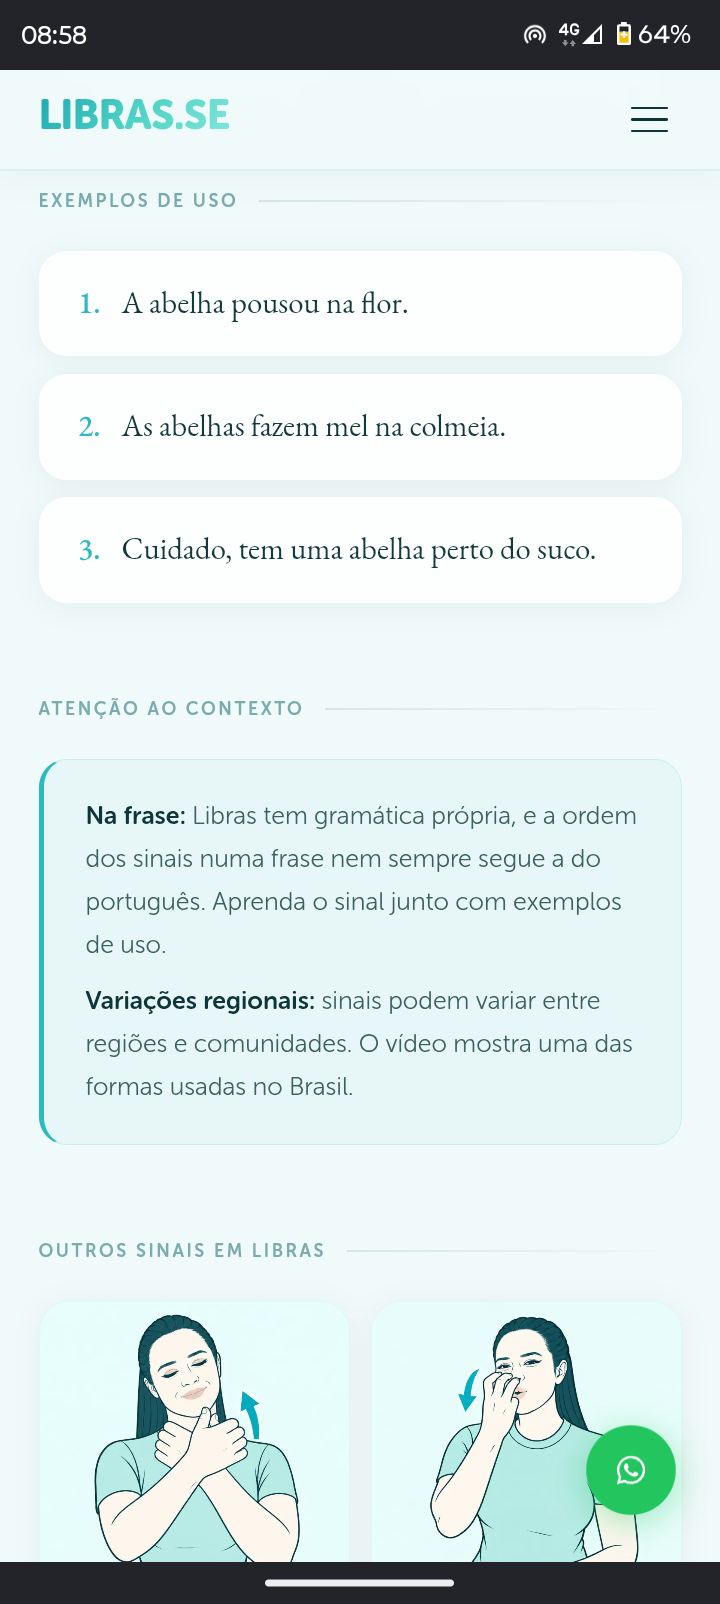 08:58
4G
64%
LIBRAS.SE
EXEMPLOS DE USO
1. A abelha pousou na flor.
2. As abelhas fazem mel na colmeia.
3. Cuidado, tem uma abelha perto do suco.
ATENÇÃO AO CONTEXTO
Na frase: Libras tem gramática própria, e a ordem
dos sinais numa frase nem sempre segue a do
português. Aprenda o sinal junto com exemplos
de uso.
Variações regionais: sinais podem variar entre
regiões e comunidades. O vídeo mostra uma das
formas usadas no Brasil.
OUTROS SINAIS EM LIBRAS